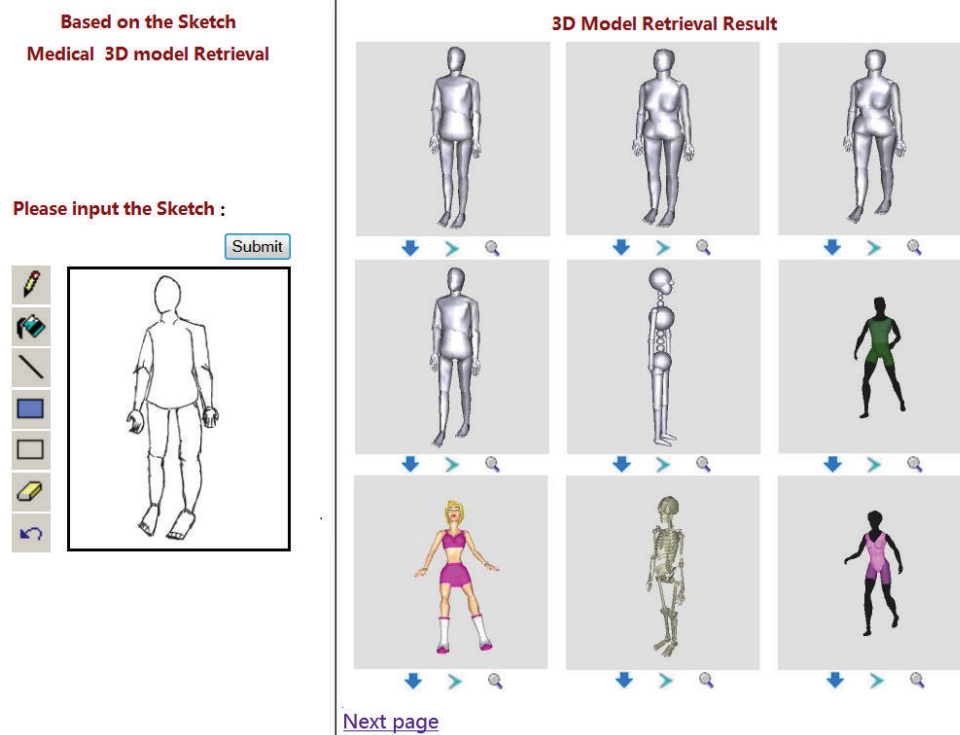 Based on the Sketch
Medical 3D model Retrieval
Please input the Sketch :
Submit
3D Model Retrieval Result
Next page